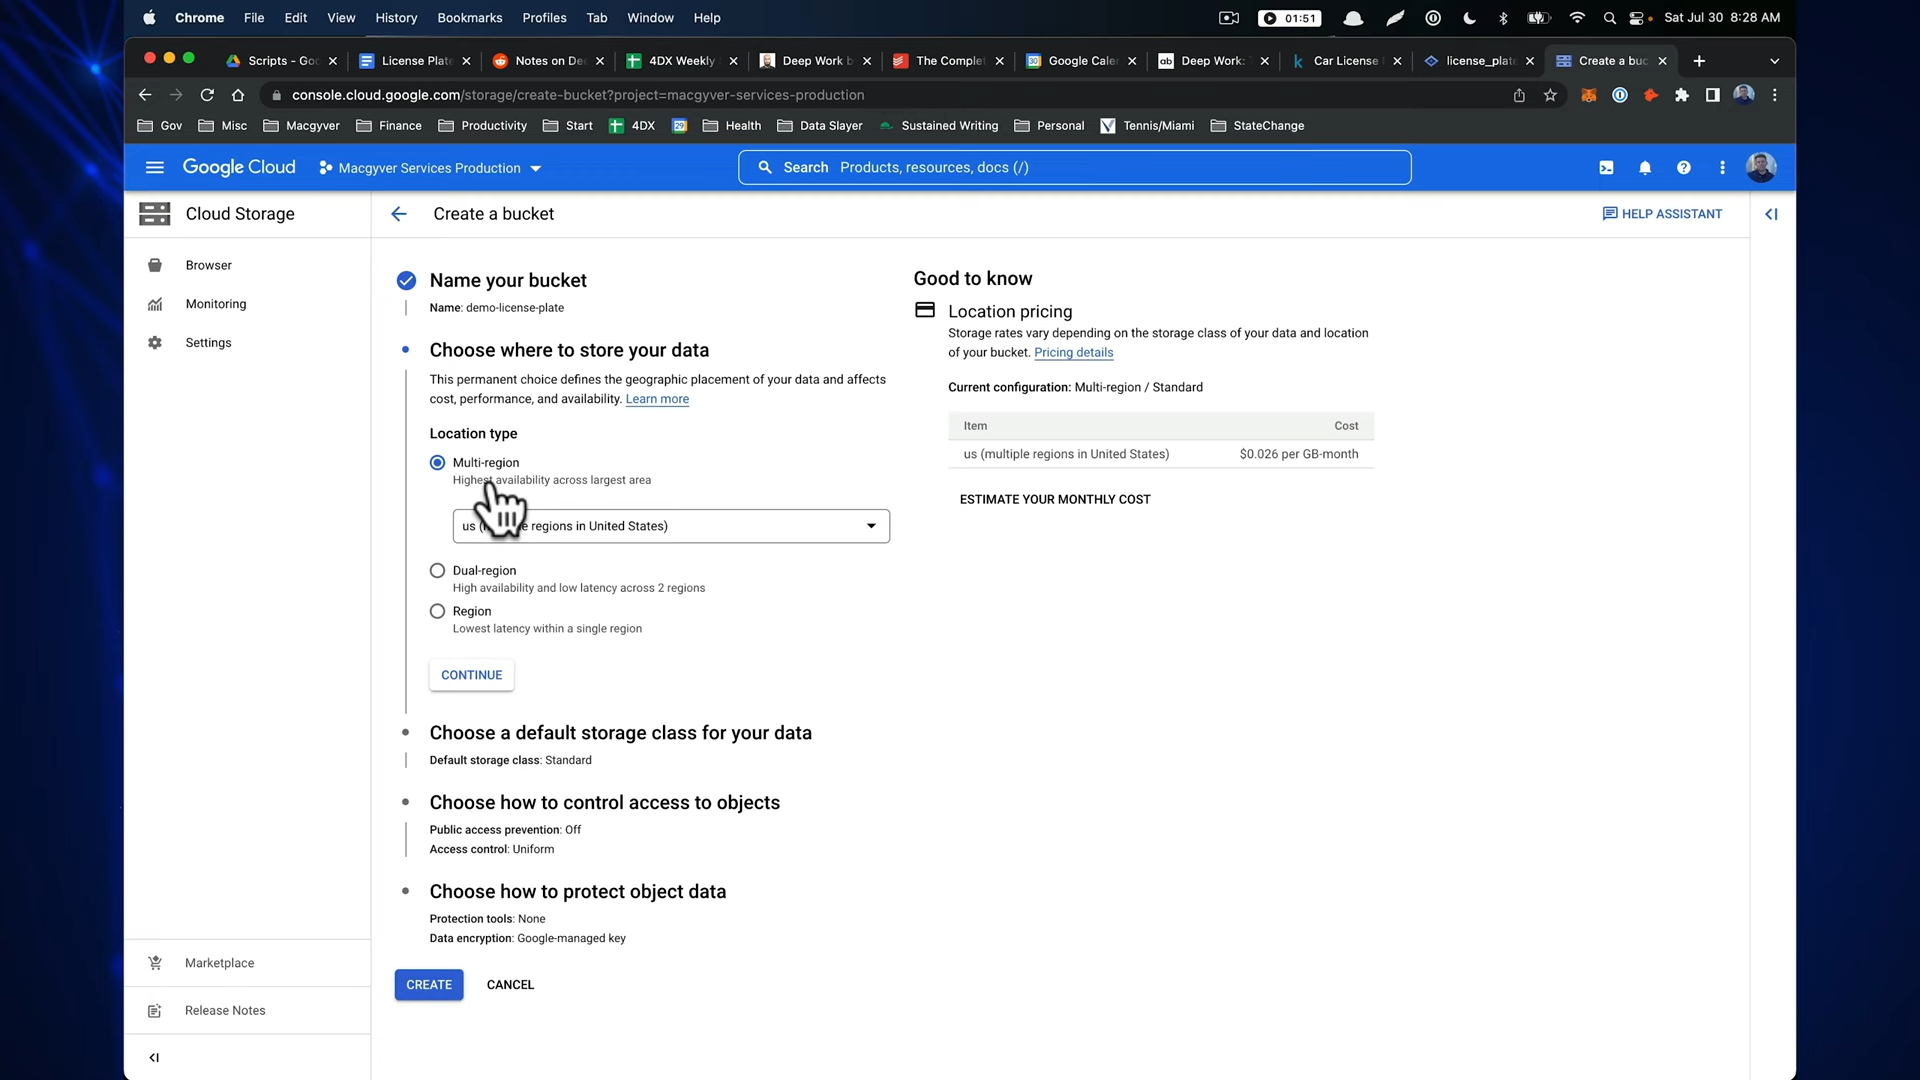 Chrome File Edit View History Bookmarks Profiles Tab Window Help 01:51 Sat Jul 30 8:28 AM
Scripts - Goo License Plate Notes on De 4DX Weekly Deep Work b The Complet Google Cale Deep Work: Car License license_plate Create a buc
console.cloud.google.com/storage/create-bucket?project=macgyver-services-production
Gov Misc Macgyver Finance Productivity Start 4DX Health Data Slayer Sustained Writing Personal Tennis/Miami StateChange
Google Cloud Macgyver Services Production Search Products, resources, docs (/)
Cloud Storage
Create a bucket
HELP ASSISTANT
Browser
Monitoring
Settings
Marketplace
Release Notes
Name your bucket
Name: demo-license-plate
Choose where to store your data
This permanent choice defines the geographic placement of your data and affects
cost, performance, and availability. Learn more
Location type
Multi-region
Highest availability across largest area
us ( regions in United States)
Dual-region
High availability and low latency across 2 regions
Region
Lowest latency within a single region
CONTINUE
Choose a default storage class for your data
Default storage class: Standard
Choose how to control access to objects
Public access prevention: Off
Access control: Uniform
Choose how to protect object data
Protection tools: None
Data encryption: Google-managed key
CREATE CANCEL
Good to know
Location pricing
Storage rates vary depending on the storage class of your data and location
of your bucket. Pricing details
Current configuration: Multi-region / Standard
Item Cost
us (multiple regions in United States) $0.026 per GB-month
ESTIMATE YOUR MONTHLY COST